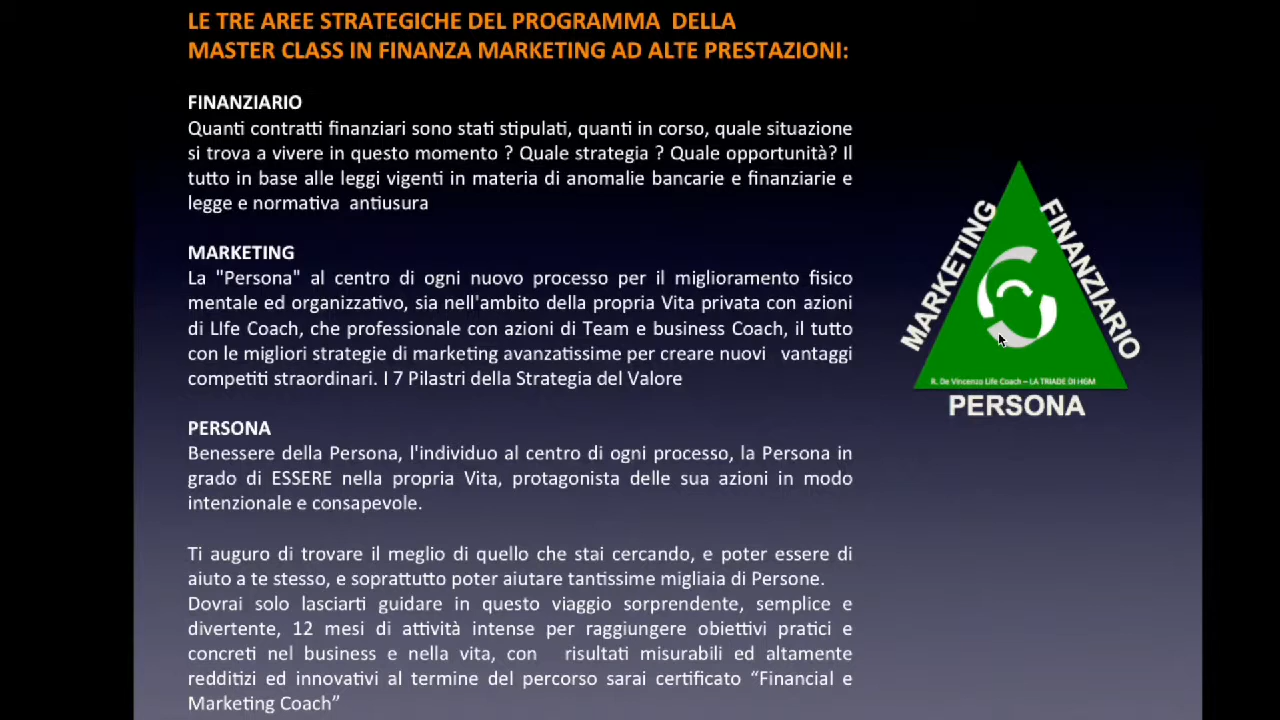 LE TRE AREE STRATEGICHE DEL PROGRAMMA DELLA
MASTER CLASS IN FINANZA MARKETING AD ALTE PRESTAZIONI:
FINANZIARIO
Quanti contratti finanziari sono stati stipulati, quanti in corso, quale situazione
si trova a vivere in questo momento ? Quale strategia ? Quale opportunità? Il
tutto in base alle leggi vigenti in materia di anomalie bancarie e finanziarie e
legge e normativa antiusura
MARKETING
La "Persona" al centro di ogni nuovo processo per il miglioramento fisico
mentale ed organizzativo, sia nell'ambito della propria Vita privata con azioni
di LIfe Coach, che professionale con azioni di Team e business Coach, il tutto
con le migliori strategie di marketing avanzatissime per creare nuovi vantaggi
competiti straordinari. I 7 Pilastri della Strategia del Valore
PERSONA
Benessere della Persona, l'individuo al centro di ogni processo, la Persona in
grado di ESSERE nella propria Vita, protagonista delle sua azioni in modo
intenzionale e consapevole.
Ti auguro di trovare il meglio di quello che stai cercando, e poter essere di
aiuto a te stesso, e soprattutto poter aiutare tantissime migliaia di Persone.
Dovrai solo lasciarti guidare in questo viaggio sorprendente, semplice e
divertente, 12 mesi di attività intense per raggiungere obiettivi pratici e
concreti nel business e nella vita, con risultati misurabili ed altamente
redditizi ed innovativi al termine del percorso sarai certificato “Financial e
Marketing Coach”
MARKETING
FINANZIARIO
R. De Vincenzo Life Coach – LA TRIADE DI HGM
PERSONA